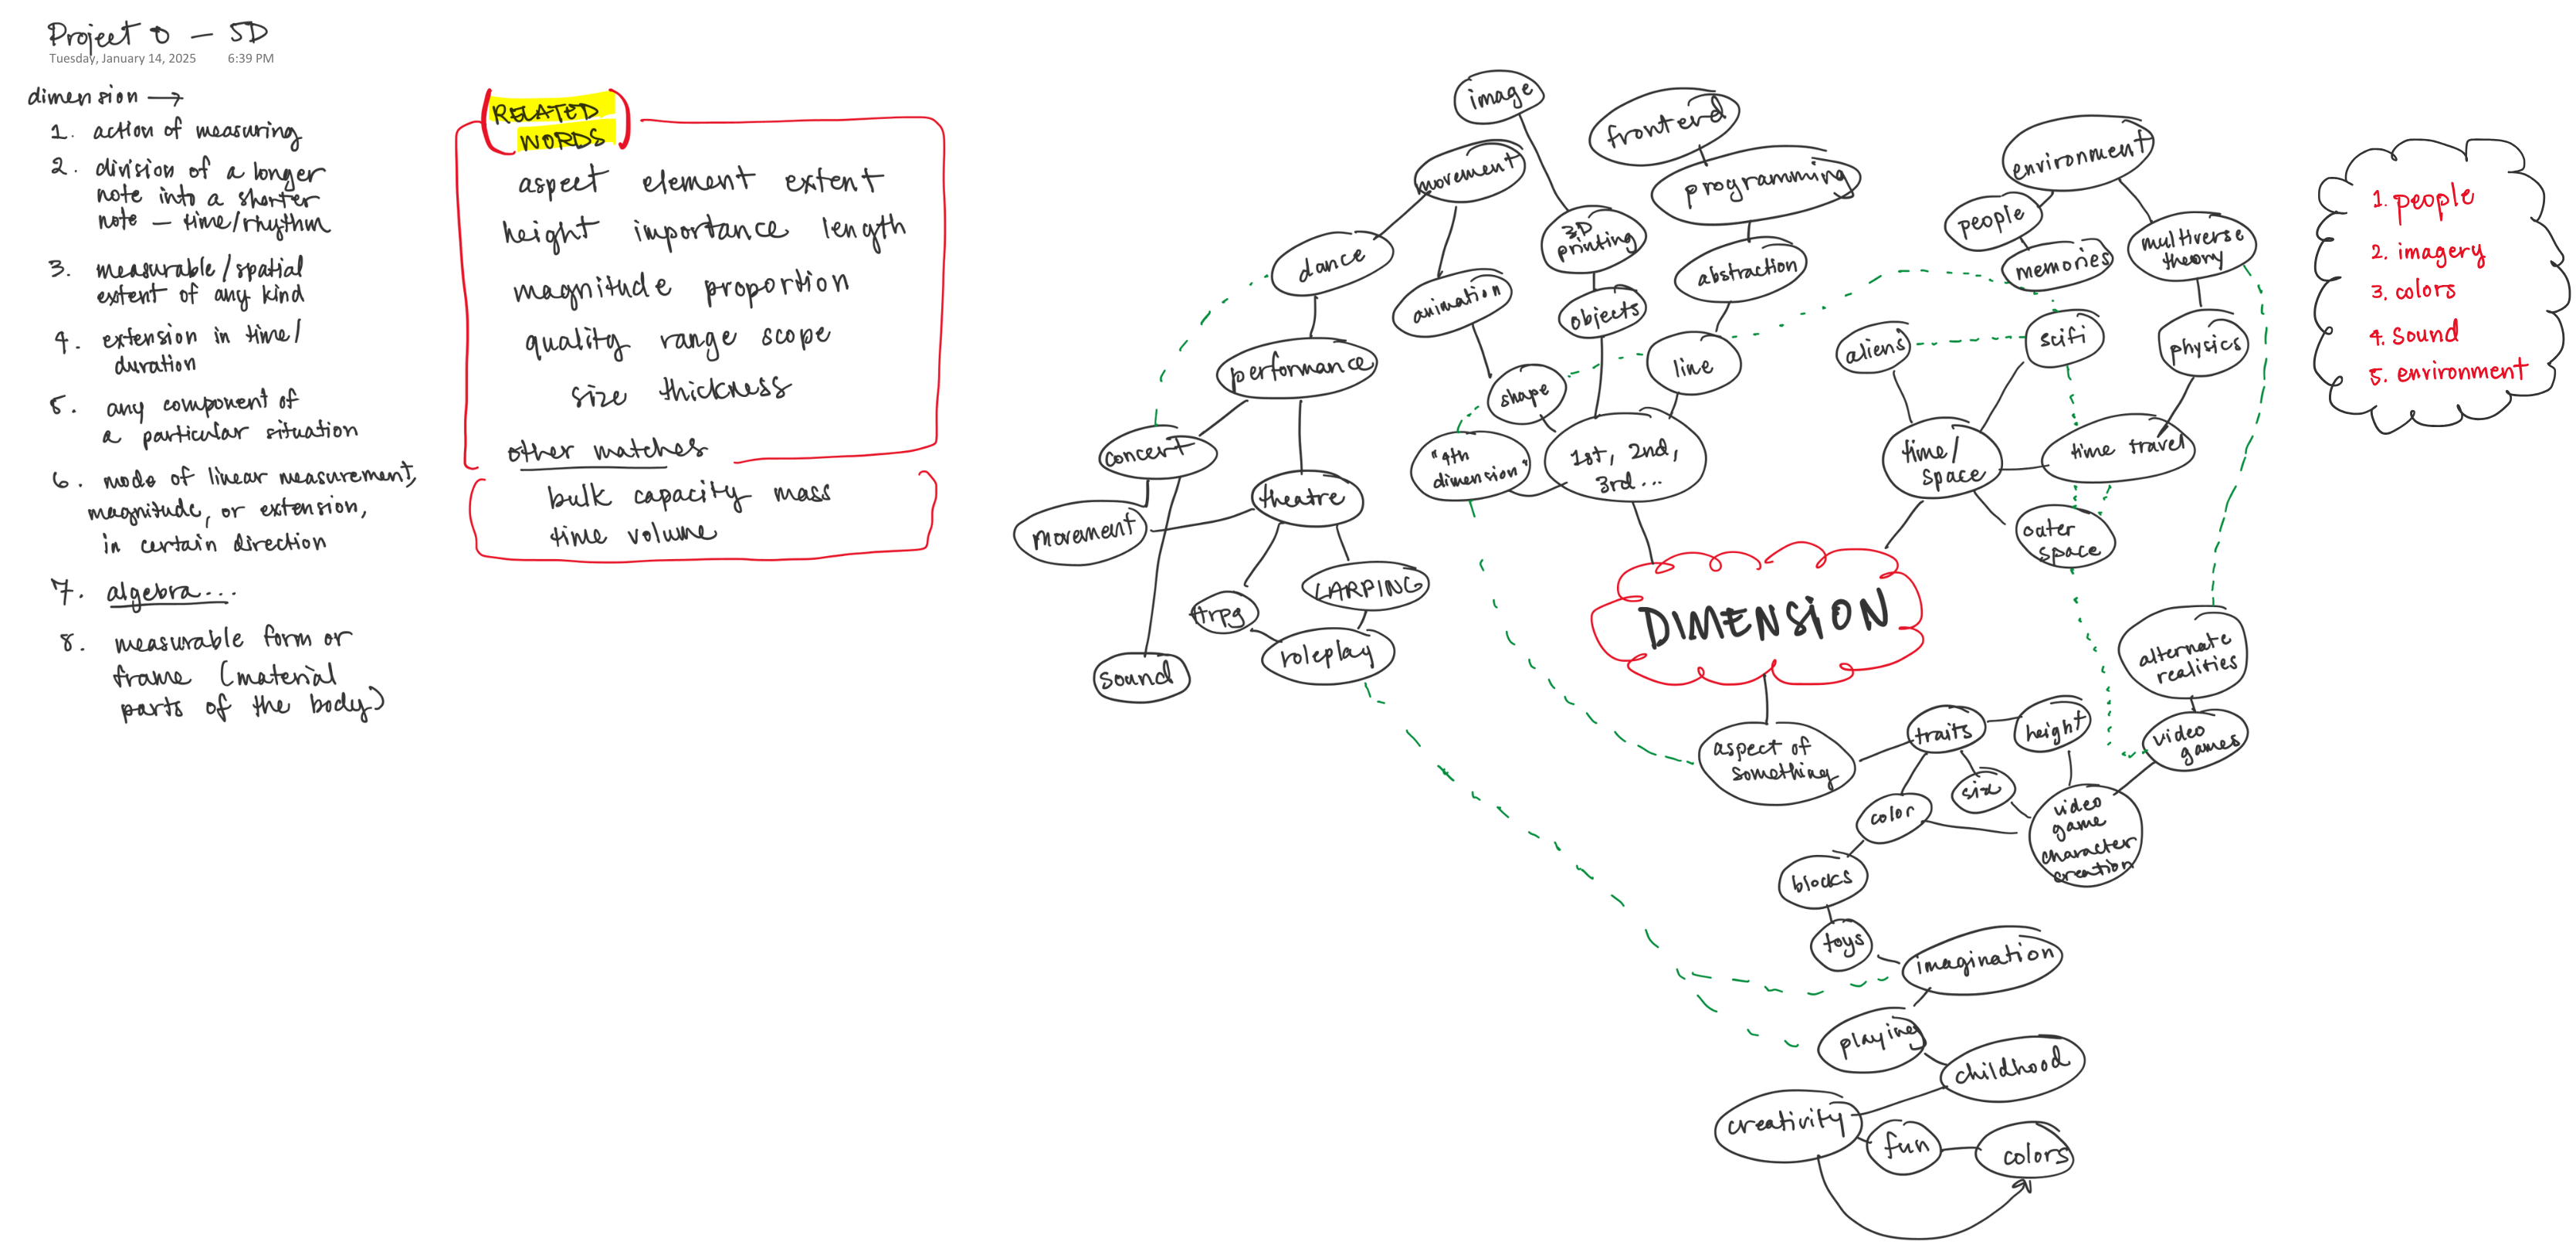 Project 0 – 5D
Tuesday, January 14, 2025 6:39 PM
dimension →
1. action of measuring
2. division of a longer
note into a shorter
note – time/rhythm
3. measurable/spatial
extent of any kind
4. extension in time/
duration
5. any component of
a particular situation
6. mode of linear measurement,
magnitude, or extension,
in certain direction
7. algebra...
8. measurable form or
frame (material
parts of the body)
RELATED
WORDS
aspect element extent
height importance length
magnitude proportion
quality range scope
size thickness
other matches
bulk capacity mass
time volume
image
movement
dance
animation
performance
concert
movement
theatre
LARPING
ttrpg
roleplay
sound
3D
printing
objects
shape
"4th
dimension"
1st, 2nd,
3rd...
frontend
programming
abstraction
line
environment
people
memories
multiverse
theory
aliens
scifi
physics
time/
space
time travel
outer
space
DIMENSION
alternate
realities
video
games
aspect of
something
traits
height
size
color
video
game
character
creation
blocks
toys
imagination
playing
childhood
creativity
fun
colors
1. people
2. imagery
3. colors
4. sound
5. environment